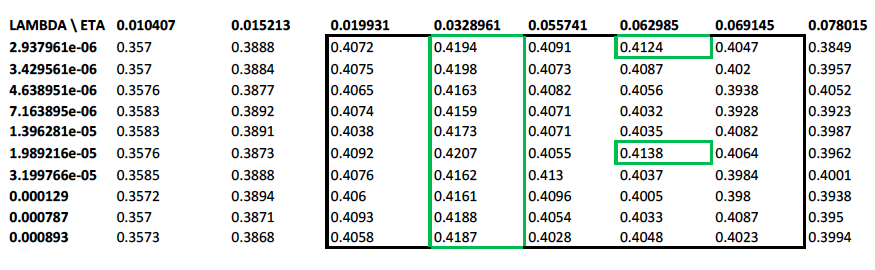 LAMBDA \ ETA 0.010407 0.015213 0.019931 0.0328961 0.055741 0.062985 0.069145 0.078015
2.937961e-06 0.357 0.3888 0.4072 0.4194 0.4091 0.4124 0.4047 0.3849
3.429561e-06 0.357 0.3884 0.4075 0.4198 0.4073 0.4087 0.402 0.3957
4.638951e-06 0.3576 0.3877 0.4065 0.4163 0.4082 0.4056 0.3938 0.4052
7.163895e-06 0.3583 0.3892 0.4074 0.4159 0.4071 0.4032 0.3928 0.3923
1.396281e-05 0.3583 0.3891 0.4038 0.4173 0.4071 0.4035 0.4082 0.3987
1.989216e-05 0.3576 0.3873 0.4092 0.4207 0.4055 0.4138 0.4064 0.3962
3.199766e-05 0.3585 0.3888 0.4076 0.4162 0.413 0.4037 0.3984 0.4001
0.000129 0.3572 0.3894 0.406 0.4161 0.4096 0.4005 0.398 0.3938
0.000787 0.357 0.3871 0.4093 0.4188 0.4054 0.4033 0.4087 0.395
0.000893 0.3573 0.3868 0.4058 0.4187 0.4028 0.4048 0.4023 0.3994